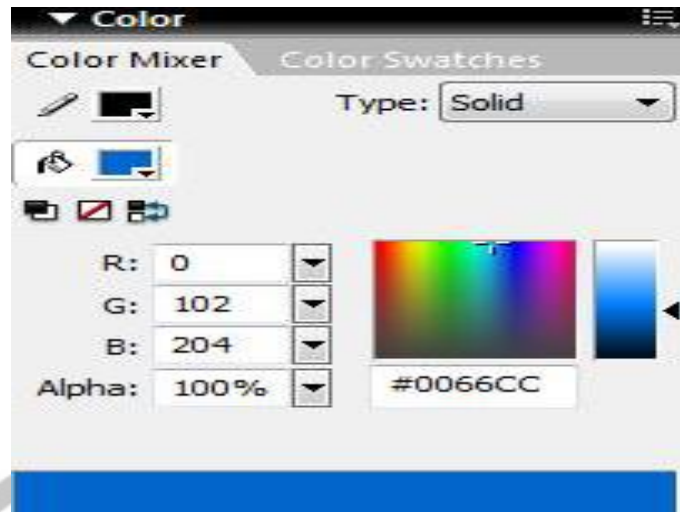 Color
Color Mixer Color Swatches
Type: Solid
R: 0
G: 102
B: 204
Alpha: 100% #0066CC